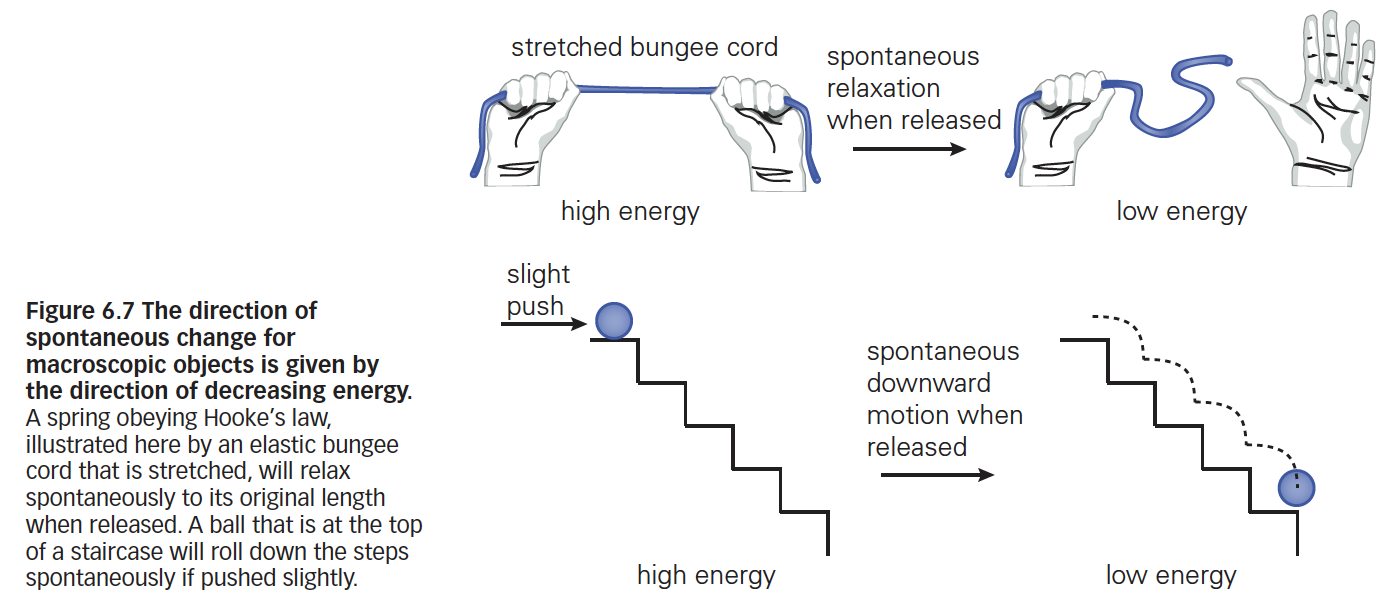 stretched bungee cord
spontaneous
relaxation
when released
high energy
low energy
slight
push
spontaneous
downward
motion when
released
high energy
low energy
Figure 6.7 The direction of
spontaneous change for
macroscopic objects is given by
the direction of decreasing energy.
A spring obeying Hooke’s law,
illustrated here by an elastic bungee
cord that is stretched, will relax
spontaneously to its original length
when released. A ball that is at the top
of a staircase will roll down the steps
spontaneously if pushed slightly.